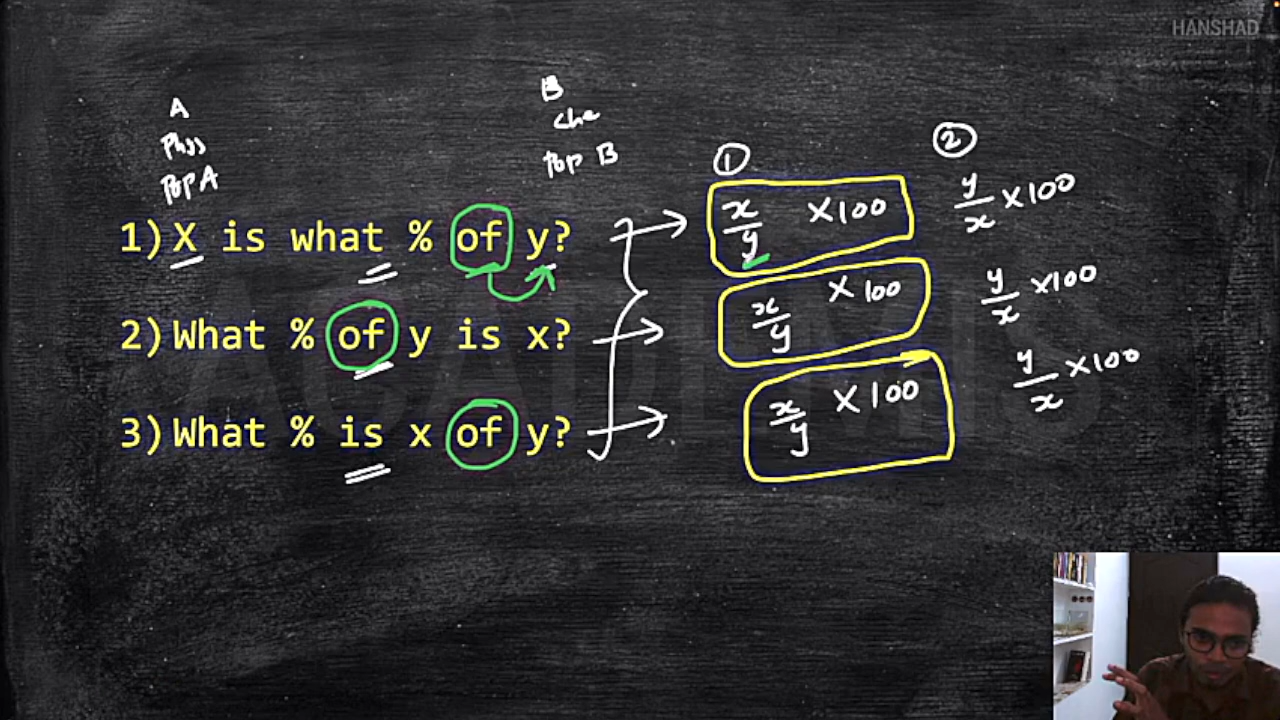 HANSHAD
A
Phys
Pop A
B
Che
Pop B
1) X is what % of y?
2) What % of y is x?
3) What % is x of y?
①
x/y ×100
x/y ×100
x/y ×100
②
y/x ×100
y/x ×100
y/x ×100